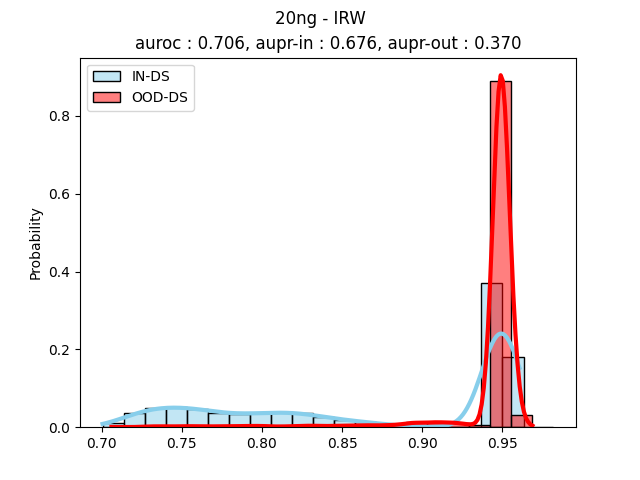 20ng - IRW
auroc : 0.706, aupr-in : 0.676, aupr-out : 0.370
IN-DS
OOD-DS
Probability
0.8
0.6
0.4
0.2
0.0
0.70 0.75 0.80 0.85 0.90 0.95